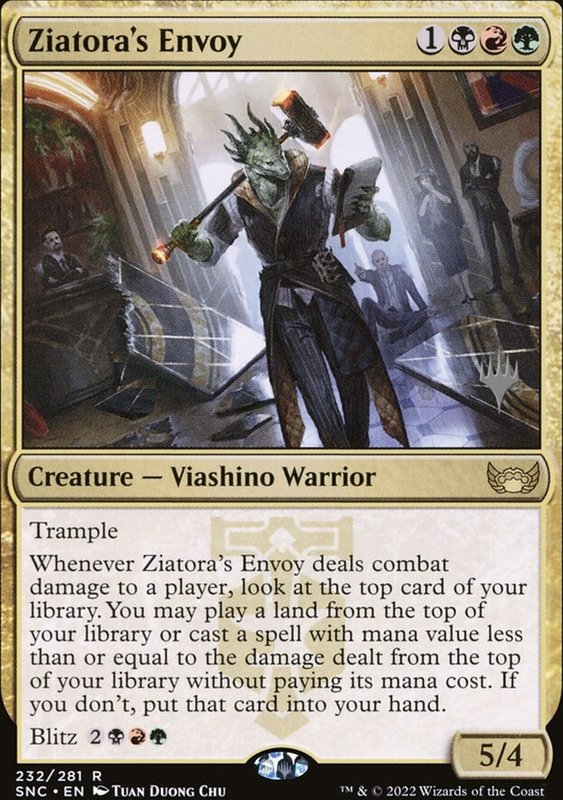 Ziatora's Envoy 1
Creature — Viashino Warrior
Trample
Whenever Ziatora's Envoy deals combat
damage to a player, look at the top card of your
library. You may play a land from the top of
your library or cast a spell with mana value less
than or equal to the damage dealt from the top
of your library without paying its mana cost. If
you don't, put that card into your hand.
Blitz 2
5/4
232/281 R
SNC • EN Tuan Duong Chu
™ & © 2022 Wizards of the Coast